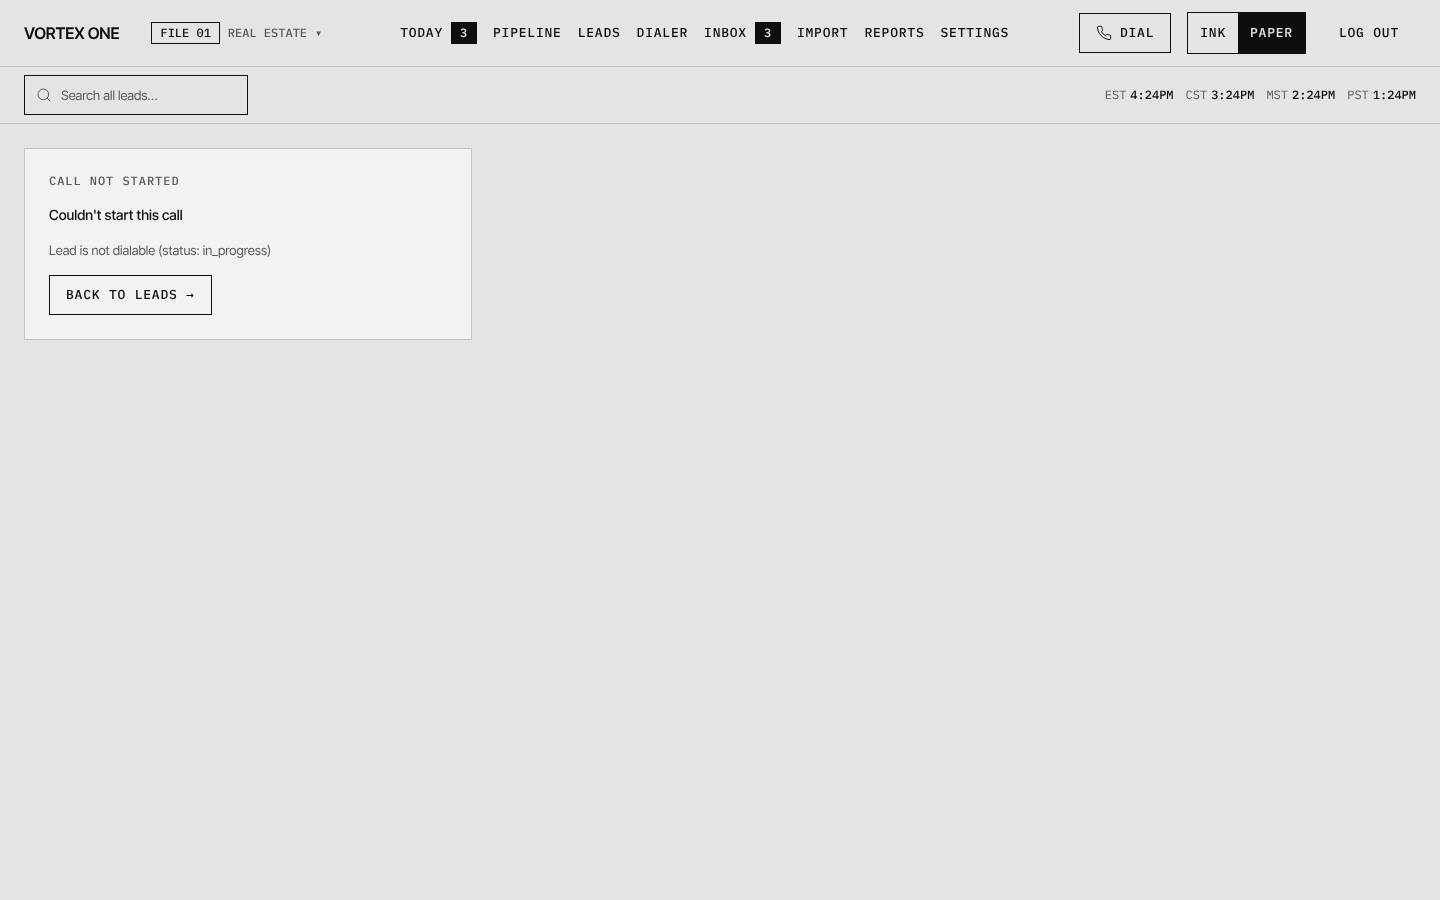 VORTEX ONE FILE 01 REAL ESTATE ▾ TODAY 3 PIPELINE LEADS DIALER INBOX 3 IMPORT REPORTS SETTINGS DIAL INK PAPER LOG OUT
Search all leads... EST 4:24PM CST 3:24PM MST 2:24PM PST 1:24PM
CALL NOT STARTED
Couldn't start this call
Lead is not dialable (status: in_progress)
BACK TO LEADS →